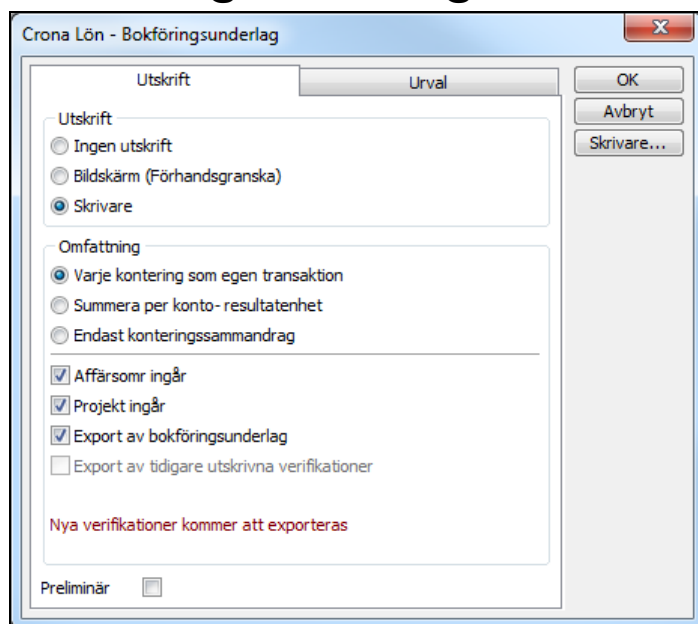 Crona Lön - Bokföringsunderlag
x
Utskrift
Urval
OK
Avbryt
Skrivare...
Utskrift
Ingen utskrift
Bildskärm (Förhandsgranska)
Skrivare
Omfattning
Varje kontering som egen transaktion
Summera per konto- resultatenhet
Endast konteringssammandrag
Affärsomr ingår
Projekt ingår
Export av bokföringsunderlag
Export av tidigare utskrivna verifikationer
Nya verifikationer kommer att exporteras
Preliminär